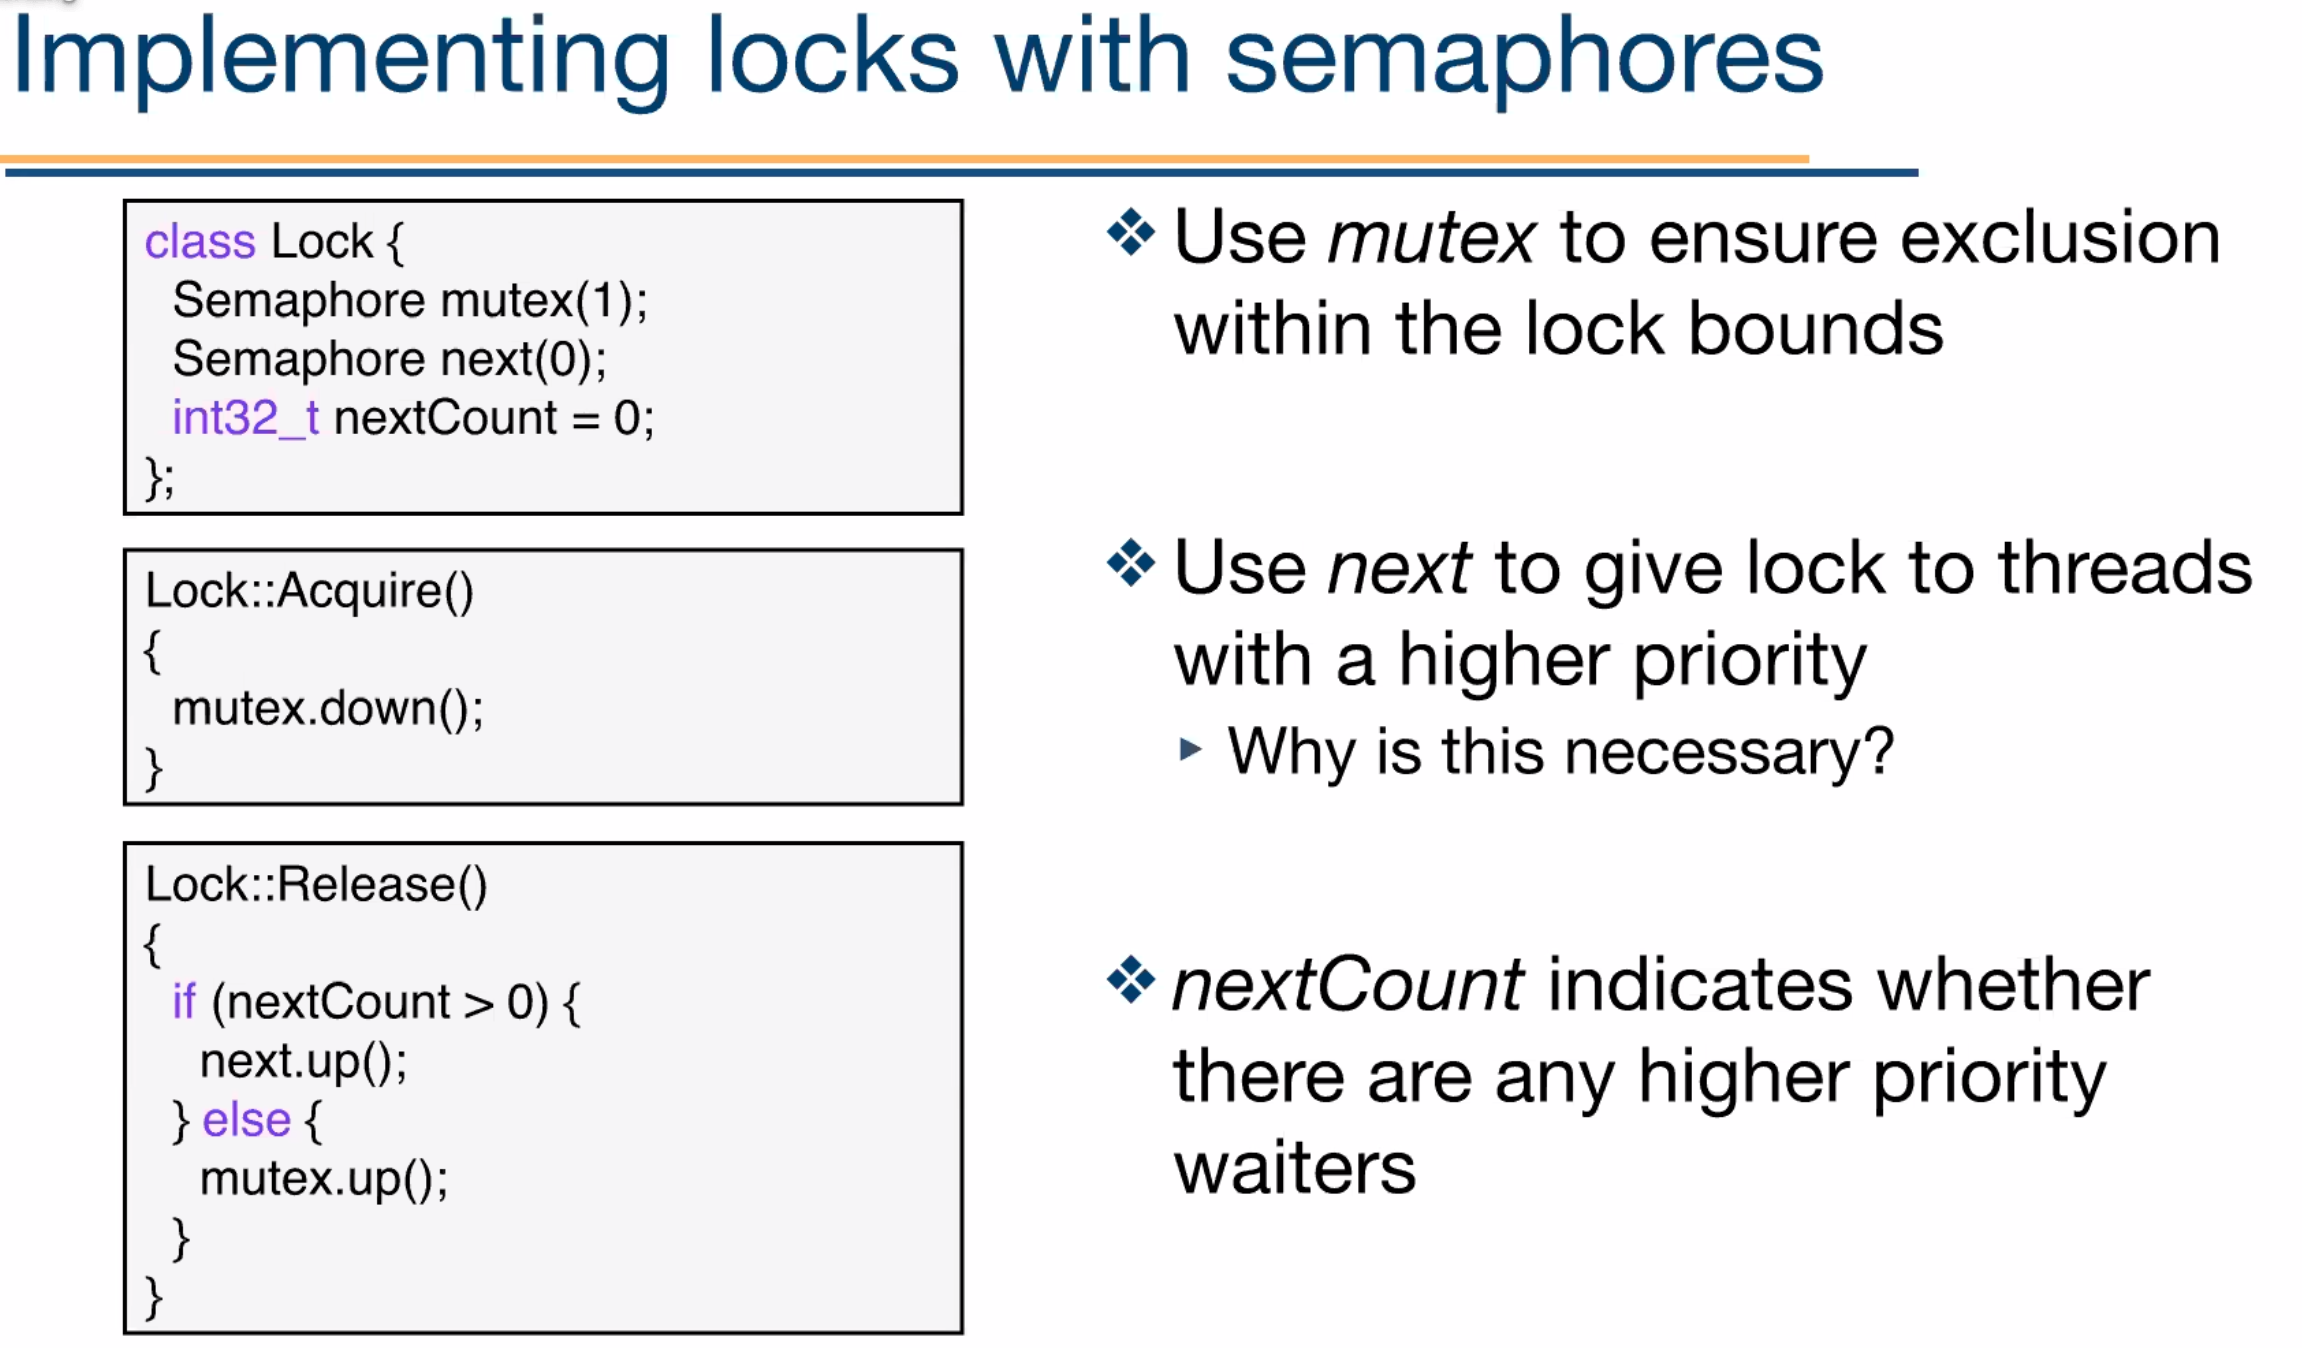 Implementing locks with semaphores
class Lock {
Semaphore mutex(1);
Semaphore next(0);
int32_t nextCount = 0;
};
Lock::Acquire()
{
mutex.down();
}
Lock::Release()
{
if (nextCount > 0) {
next.up();
} else {
mutex.up();
}
}
❖ Use mutex to ensure exclusion
within the lock bounds
❖ Use next to give lock to threads
with a higher priority
▸ Why is this necessary?
❖ nextCount indicates whether
there are any higher priority
waiters